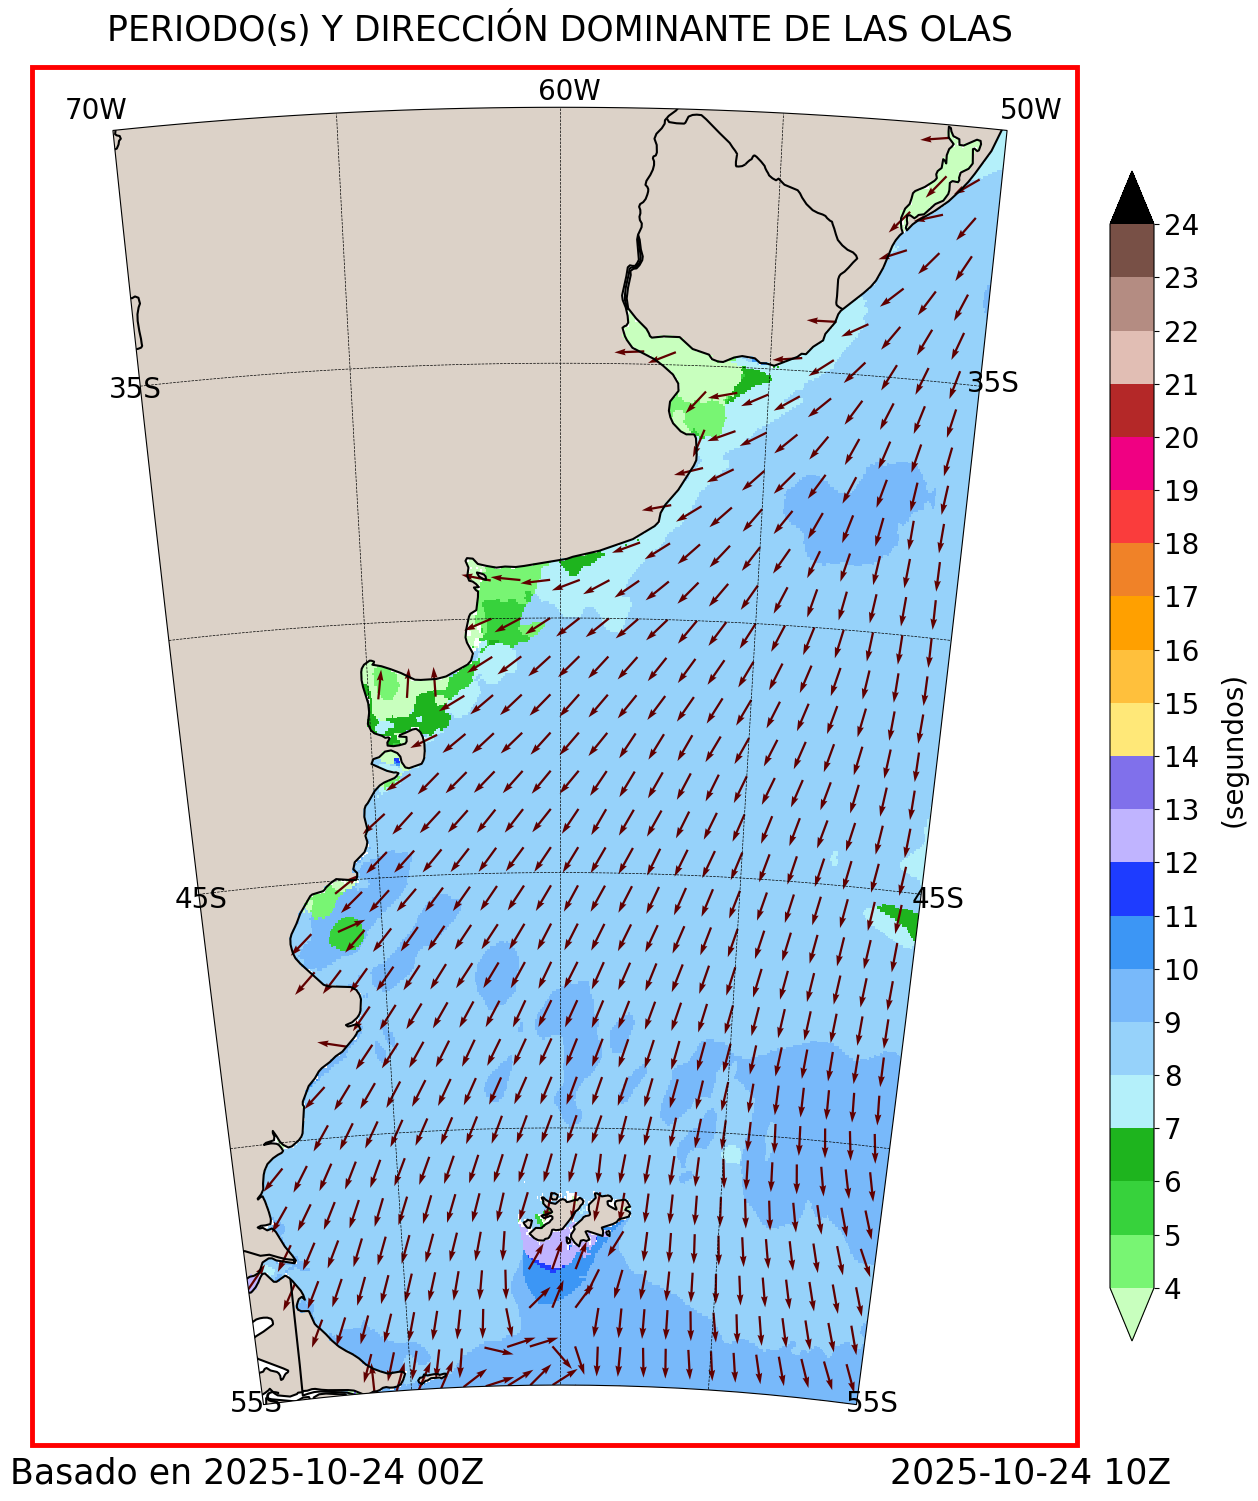 PERIODO(s) Y DIRECCIÓN DOMINANTE DE LAS OLAS
70W
60W
50W
35S
35S
45S
45S
55S
55S
24
23
22
21
20
19
18
17
16
15
14
13
12
11
10
9
8
7
6
5
4
(segundos)
Basado en 2025-10-24 00Z
2025-10-24 10Z